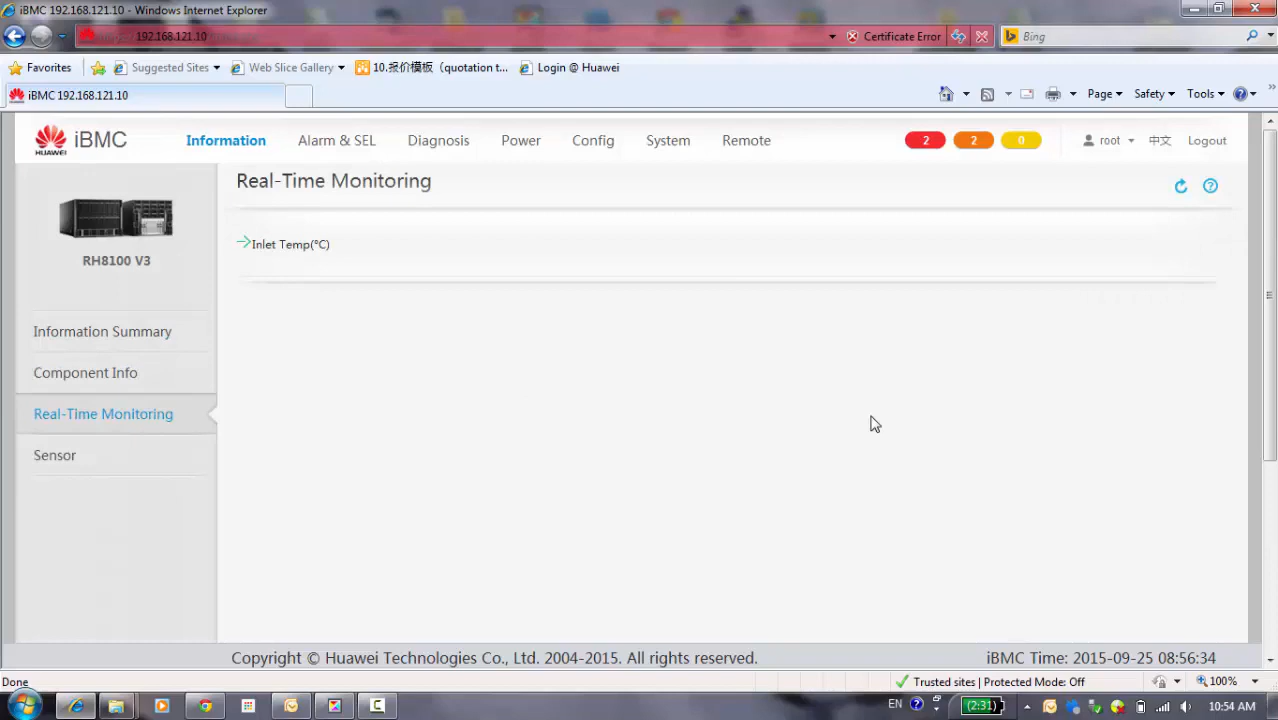 iBMC 192.168.121.10 - Windows Internet Explorer
192.168.121.10
Certificate Error
Bing
Favorites
Suggested Sites
Web Slice Gallery
10.报价模板（quotation t...
Login @ Huawei
iBMC 192.168.121.10
Page
Safety
Tools
HUAWEI
iBMC
Information
Alarm & SEL
Diagnosis
Power
Config
System
Remote
2
2
0
root
中文
Logout
Real-Time Monitoring
Inlet Temp(°C)
RH8100 V3
Information Summary
Component Info
Real-Time Monitoring
Sensor
Copyright © Huawei Technologies Co., Ltd. 2004-2015. All rights reserved.
iBMC Time: 2015-09-25 08:56:34
Done
Trusted sites | Protected Mode: Off
100%
EN
(2:31)
10:54 AM